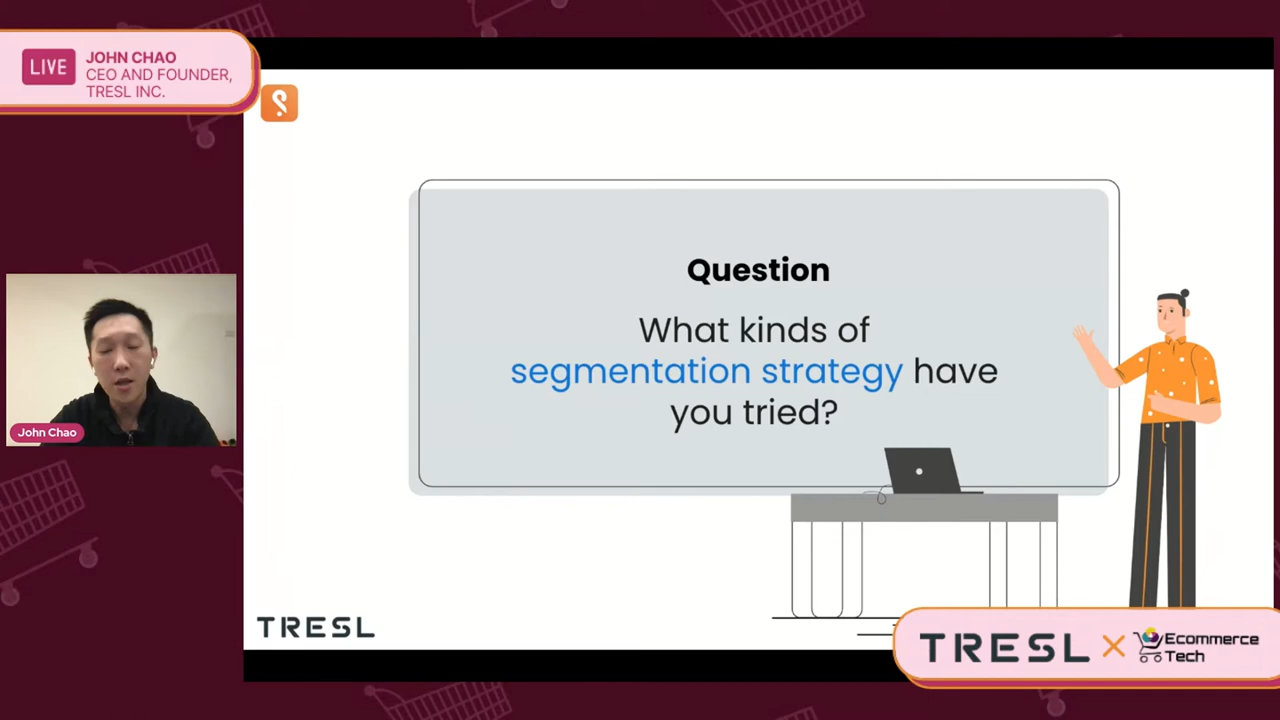 LIVE
JOHN CHAO
CEO AND FOUNDER,
TRESL INC.
Question
What kinds of
segmentation strategy have
you tried?
John Chao
TRESL
TRESL
Ecommerce
Tech